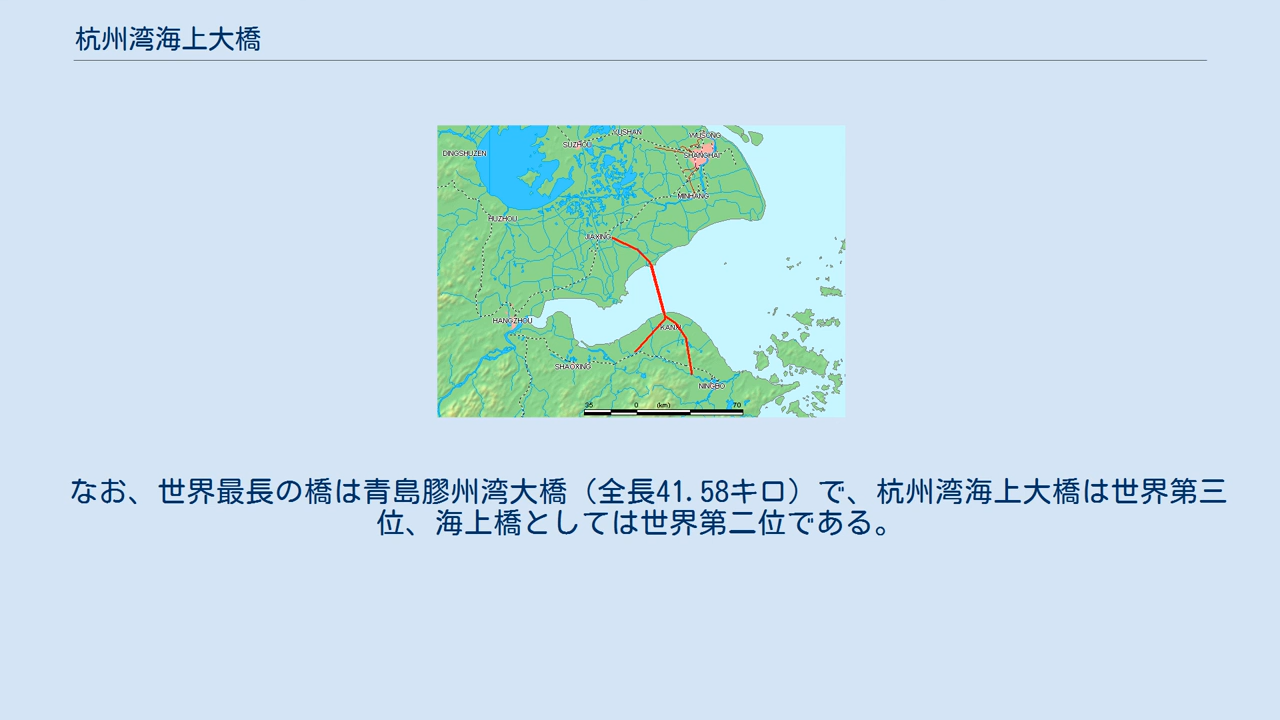 杭州湾海上大橋
YUSHAN
WUSONG
SUZHOU
DINGSHUZEN
SHANGHAI
MINHANG
HUZHOU
JIAXING
HANGZHOU
SHAOXING
NINGBO
35 0 (km) 70
なお、世界最長の橋は青島膠州湾大橋（全長41.58キロ）で、杭州湾海上大橋は世界第三
位、海上橋としては世界第二位である。